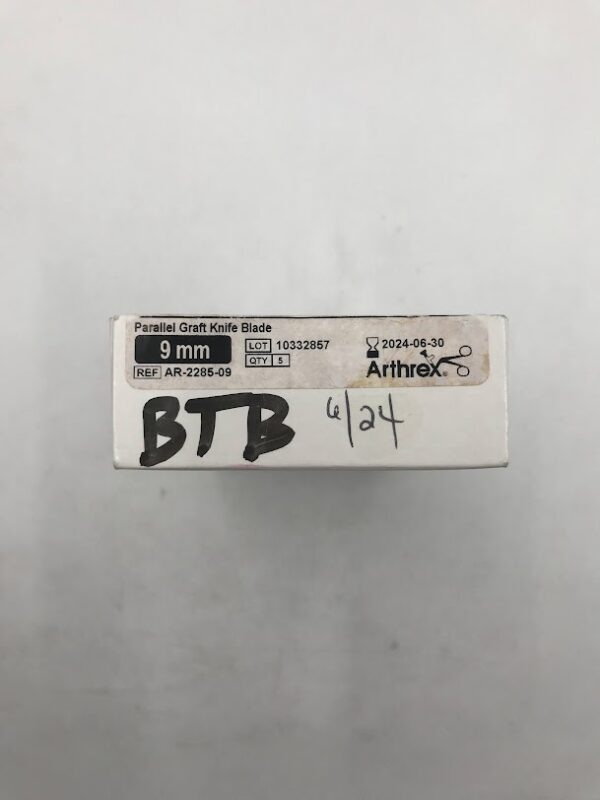 Parallel Graft Knife Blade
9 mm
LOT 10332857
2024-06-30
QTY 5
REF AR-2285-09
Arthrex
BTB 6/24